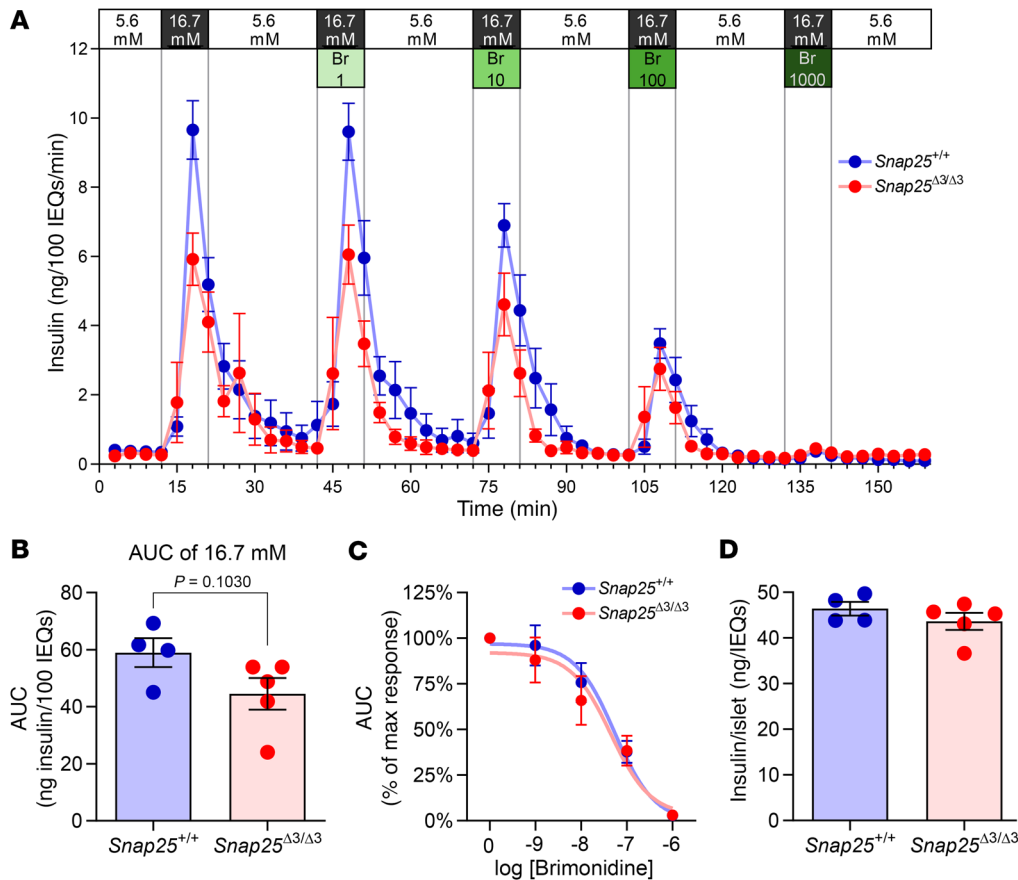 A
5.6 mM 16.7 mM 5.6 mM 16.7 mM 5.6 mM 16.7 mM 5.6 mM 16.7 mM 5.6 mM 16.7 mM 5.6 mM
Br 1 Br 10 Br 100 Br 1000
Insulin (ng/100 IEQs/min)
12
10
8
6
4
2
0
Snap25+/+
Snap25Δ3/Δ3
0 15 30 45 60 75 90 105 120 135 150
Time (min)
B
AUC of 16.7 mM
P = 0.1030
AUC
(ng insulin/100 IEQs)
80
60
40
20
0
Snap25+/+ Snap25Δ3/Δ3
C
Snap25+/+
Snap25Δ3/Δ3
AUC
(% of max response)
125%
100%
75%
50%
25%
0%
0 -9 -8 -7 -6
log [Brimonidine]
D
Insulin/islet (ng/IEQs)
50
40
30
20
10
0
Snap25+/+ Snap25Δ3/Δ3